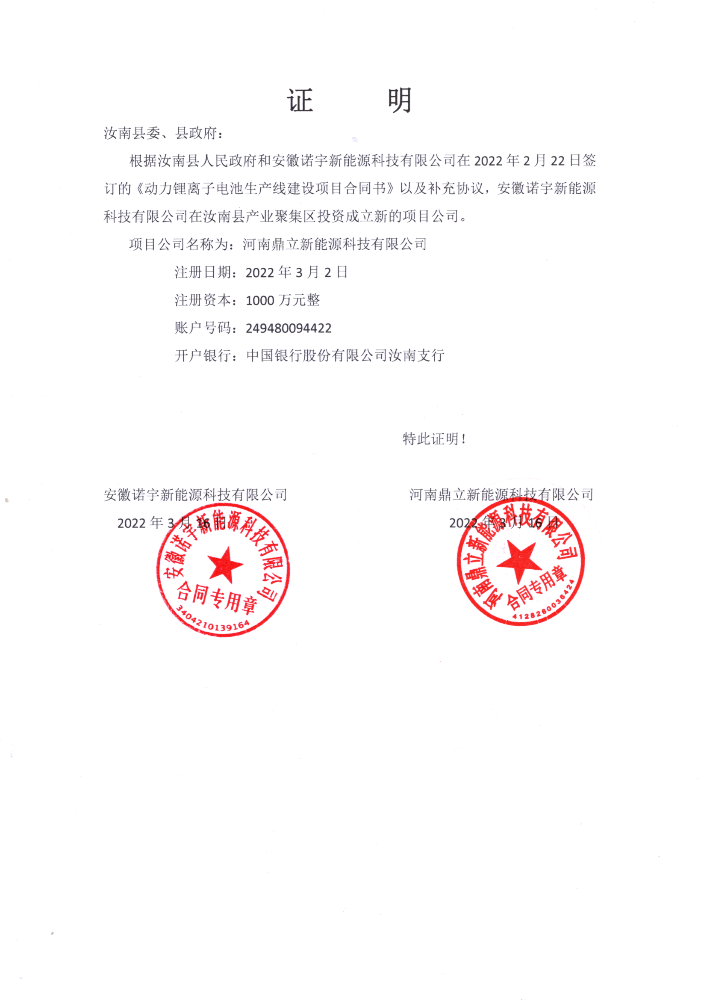 证 明
汝南县委、县政府：
根据汝南县人民政府和安徽诺宇新能源科技有限公司在 2022 年 2 月 22 日签
订的《动力锂离子电池生产线建设项目合同书》以及补充协议，安徽诺宇新能源
科技有限公司在汝南县产业聚集区投资成立新的项目公司。
项目公司名称为：河南鼎立新能源科技有限公司
注册日期：2022 年 3 月 2 日
注册资本：1000 万元整
账户号码：249480094422
开户银行：中国银行股份有限公司汝南支行
特此证明！
安徽诺宇新能源科技有限公司 河南鼎立新能源科技有限公司
2022 年 3 月 16 日 2022 年 3 月 16 日
安徽诺宇新能源科技有限公司
合同专用章
3404210139164
河南鼎立新能源科技有限公司
合同专用章
4128260036424